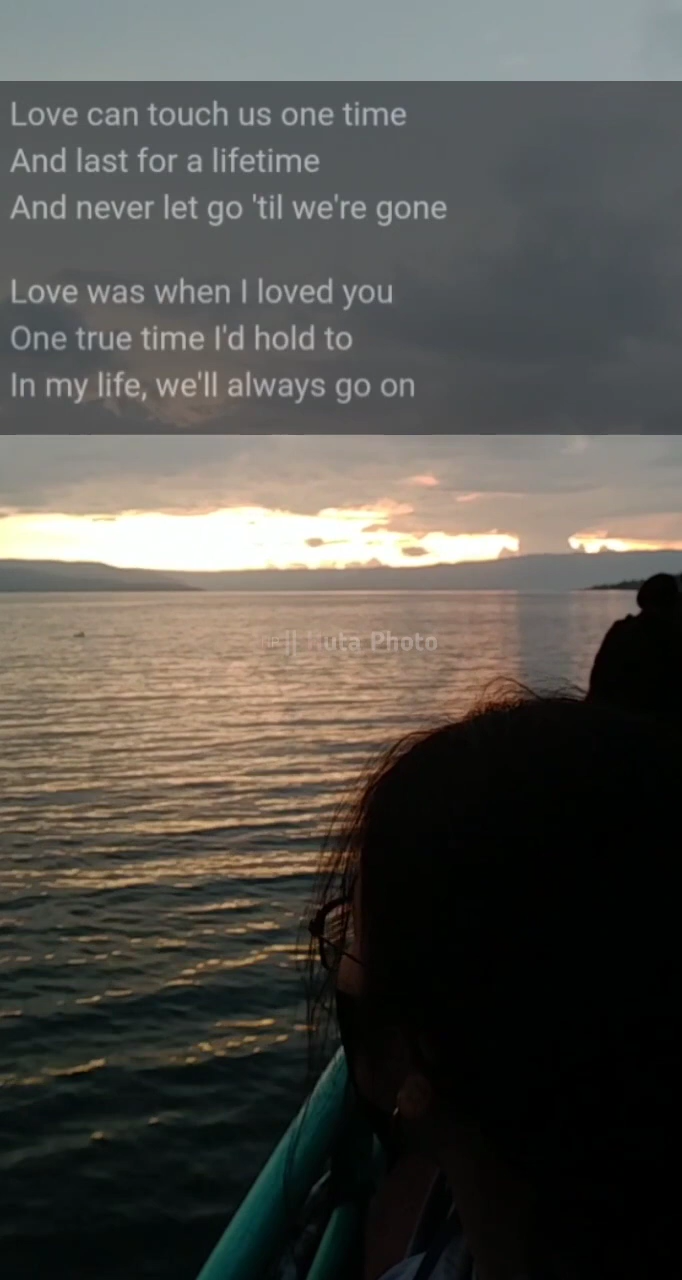 Love can touch us one time
And last for a lifetime
And never let go 'til we're gone
Love was when I loved you
One true time I'd hold to
In my life, we'll always go on
Photo